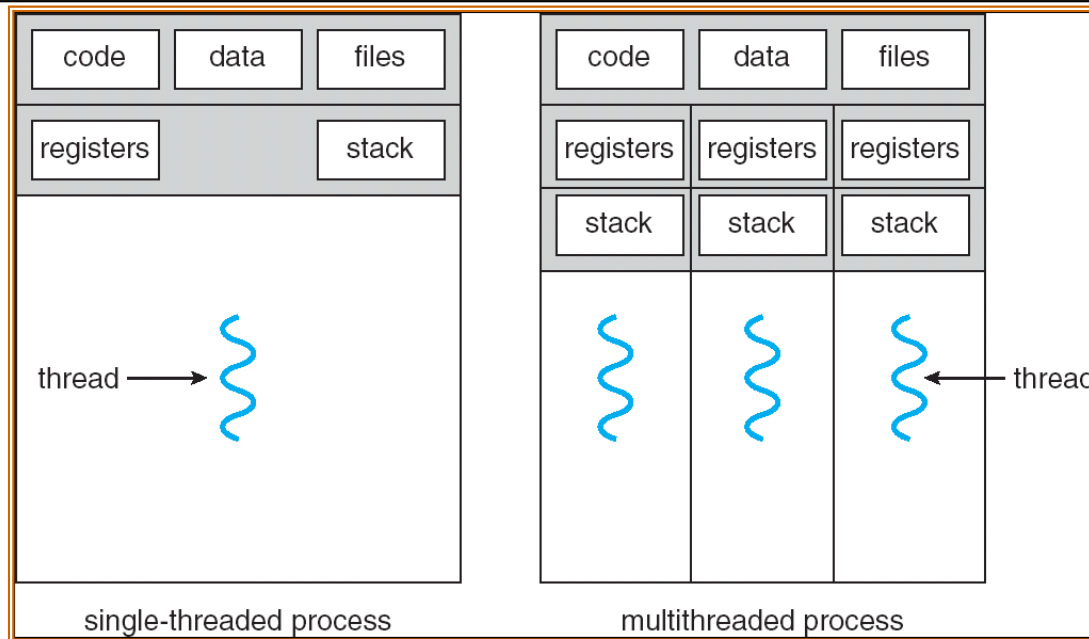 code data files code data files
registers stack registers registers registers
stack stack stack
thread thread
single-threaded process multithreaded process